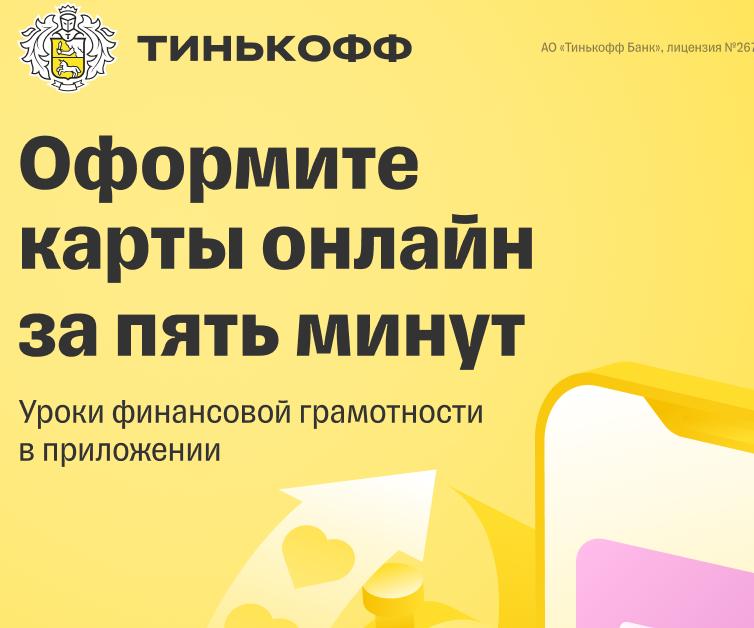 ТИНЬКОФФ
АО «Тинькофф Банк», лицензия №267
Оформите
карты онлайн
за пять минут
Уроки финансовой грамотности
в приложении